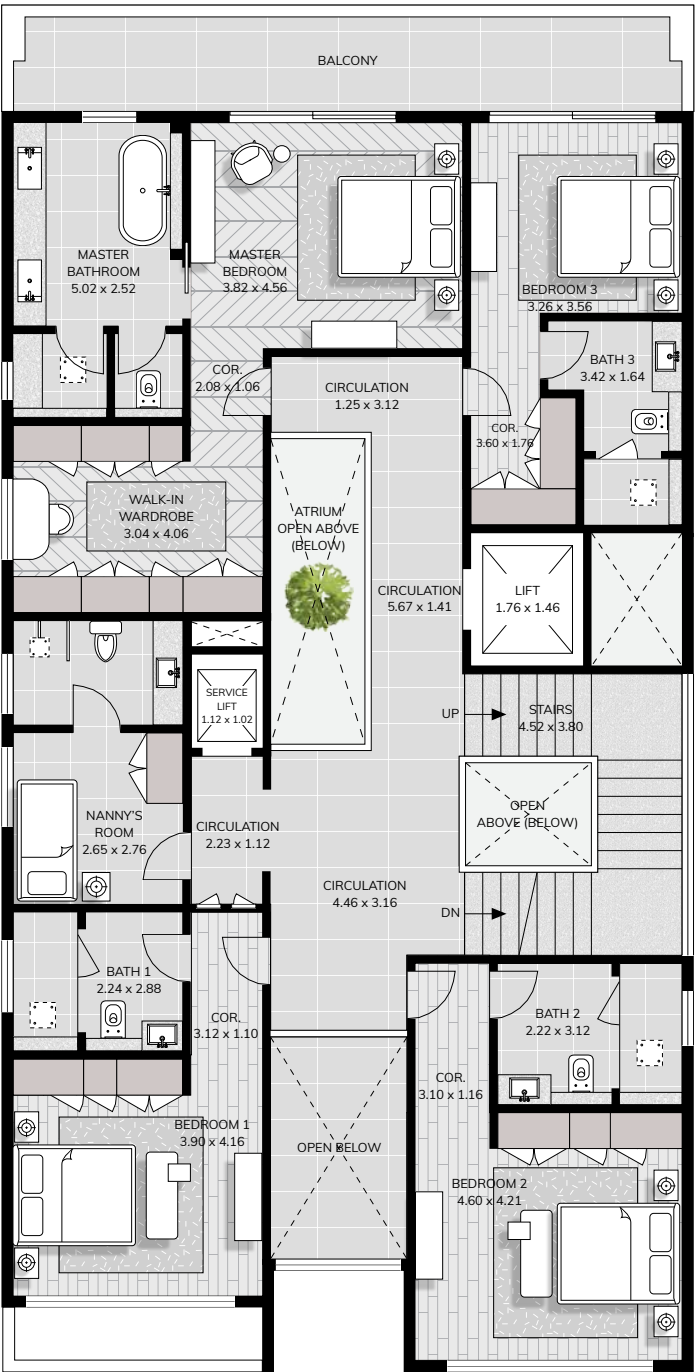 BALCONY
MASTER
BATHROOM
5.02 x 2.52
MASTER
BEDROOM
3.82 x 4.56
BEDROOM 3
3.26 x 3.56
BATH 3
3.42 x 1.64
COR.
2.08 x 1.06
CIRCULATION
1.25 x 3.12
COR.
3.60 x 1.76
WALK-IN
WARDROBE
3.04 x 4.06
ATRIUM
OPEN ABOVE
(BELOW)
CIRCULATION
5.67 x 1.41
LIFT
1.76 x 1.46
SERVICE
LIFT
1.12 x 1.02
UP
STAIRS
4.52 x 3.80
NANNY'S
ROOM
2.65 x 2.76
CIRCULATION
2.23 x 1.12
OPEN
ABOVE (BELOW)
CIRCULATION
4.46 x 3.16
DN
BATH 1
2.24 x 2.88
COR.
3.12 x 1.10
BATH 2
2.22 x 3.12
COR.
3.10 x 1.16
BEDROOM 1
3.90 x 4.16
OPEN BELOW
BEDROOM 2
4.60 x 4.21